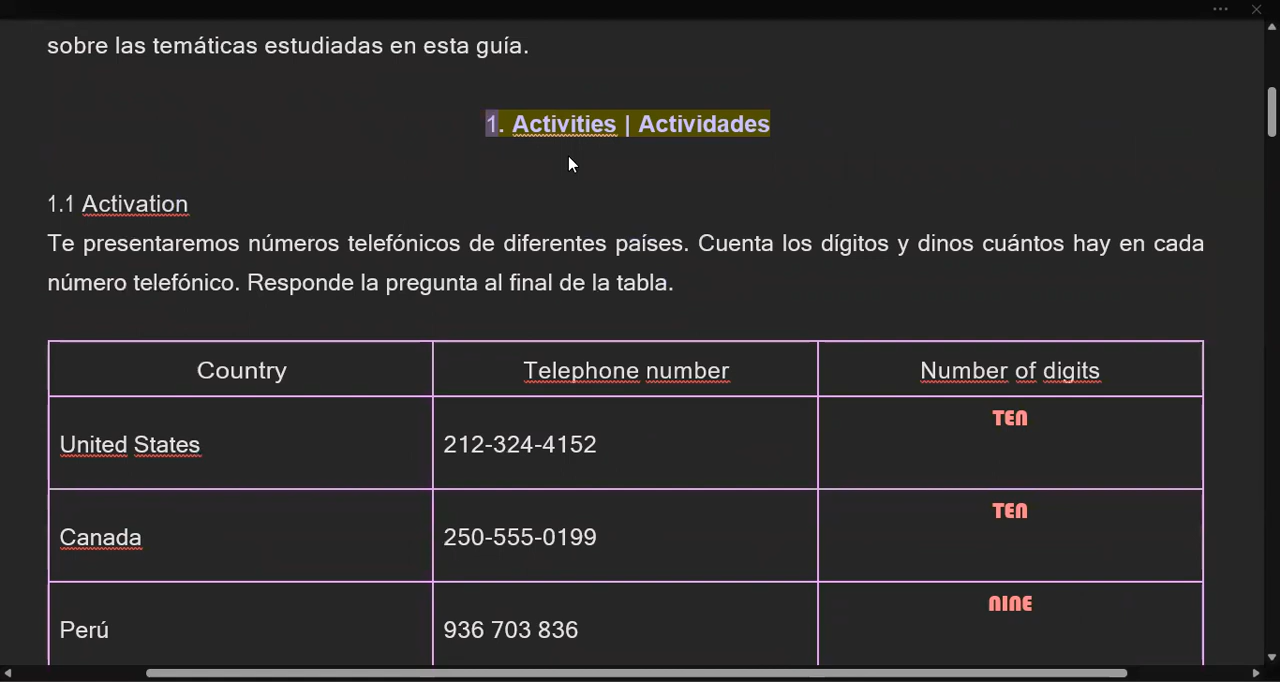 sobre las temáticas estudiadas en esta guía.
1. Activities | Actividades
1.1 Activation
Te presentaremos números telefónicos de diferentes países. Cuenta los dígitos y dinos cuántos hay en cada
número telefónico. Responde la pregunta al final de la tabla.
Country Telephone number Number of digits
United States 212-324-4152 TEN
Canada 250-555-0199 TEN
Perú 936 703 836 NINE